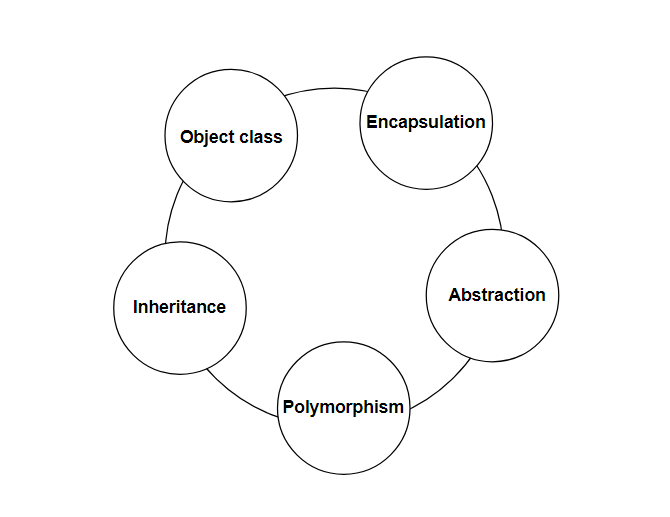 Object class
Encapsulation
Abstraction
Polymorphism
Inheritance